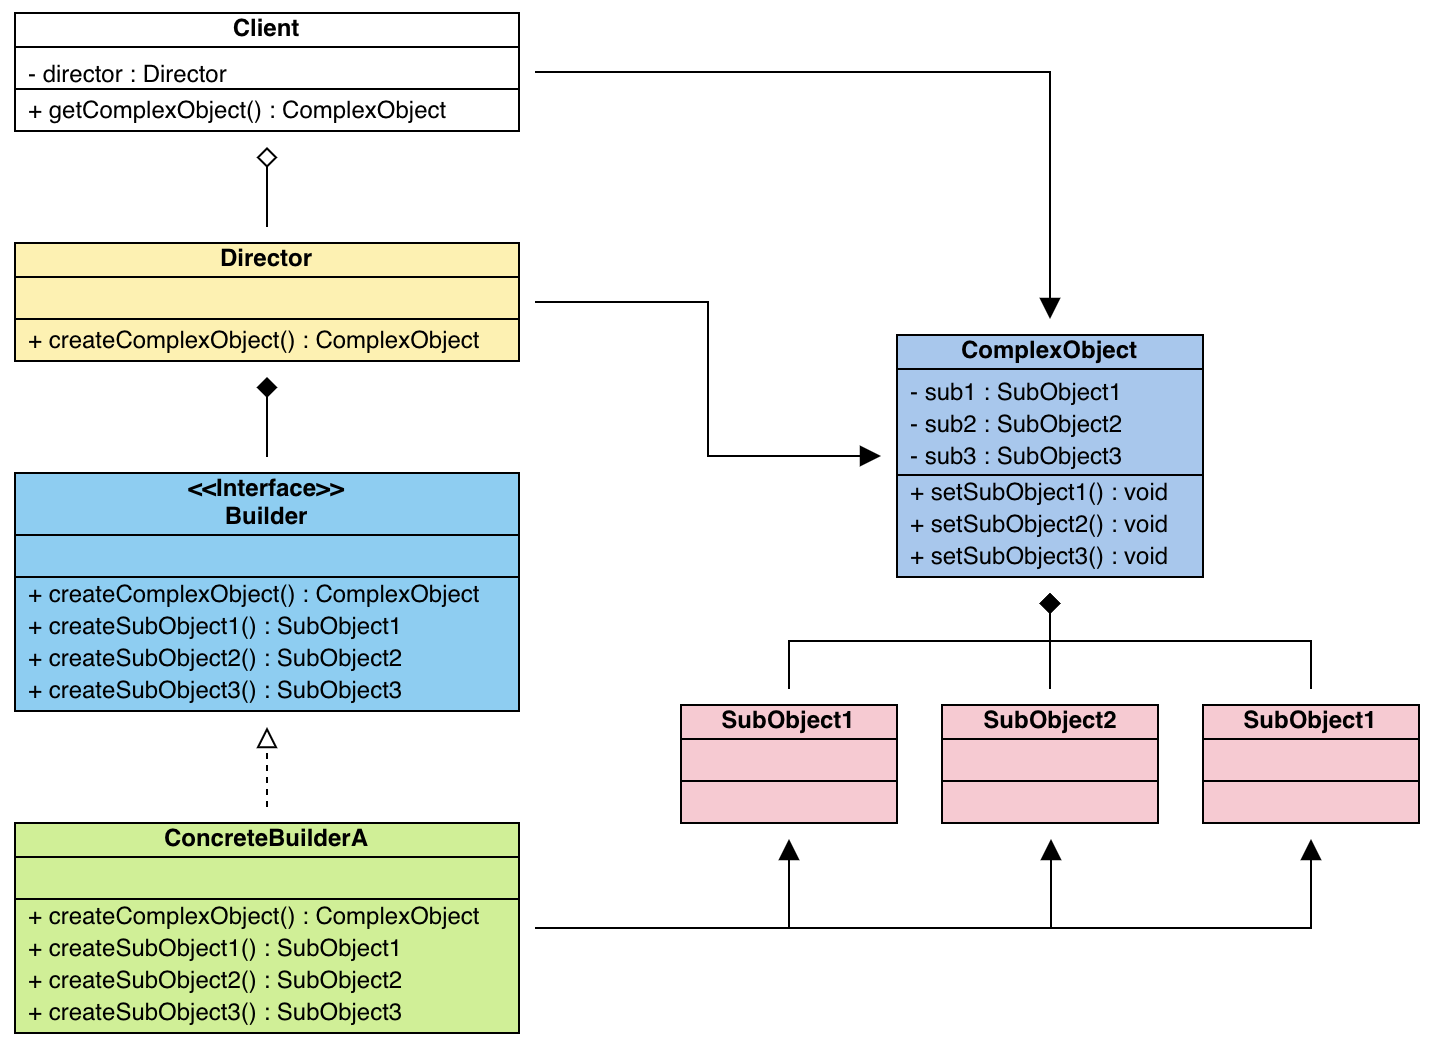 Client
- director : Director
+ getComplexObject() : ComplexObject
Director
+ createComplexObject() : ComplexObject
<<Interface>>
Builder
+ createComplexObject() : ComplexObject
+ createSubObject1() : SubObject1
+ createSubObject2() : SubObject2
+ createSubObject3() : SubObject3
ConcreteBuilderA
+ createComplexObject() : ComplexObject
+ createSubObject1() : SubObject1
+ createSubObject2() : SubObject2
+ createSubObject3() : SubObject3
ComplexObject
- sub1 : SubObject1
- sub2 : SubObject2
- sub3 : SubObject3
+ setSubObject1() : void
+ setSubObject2() : void
+ setSubObject3() : void
SubObject1
SubObject2
SubObject1